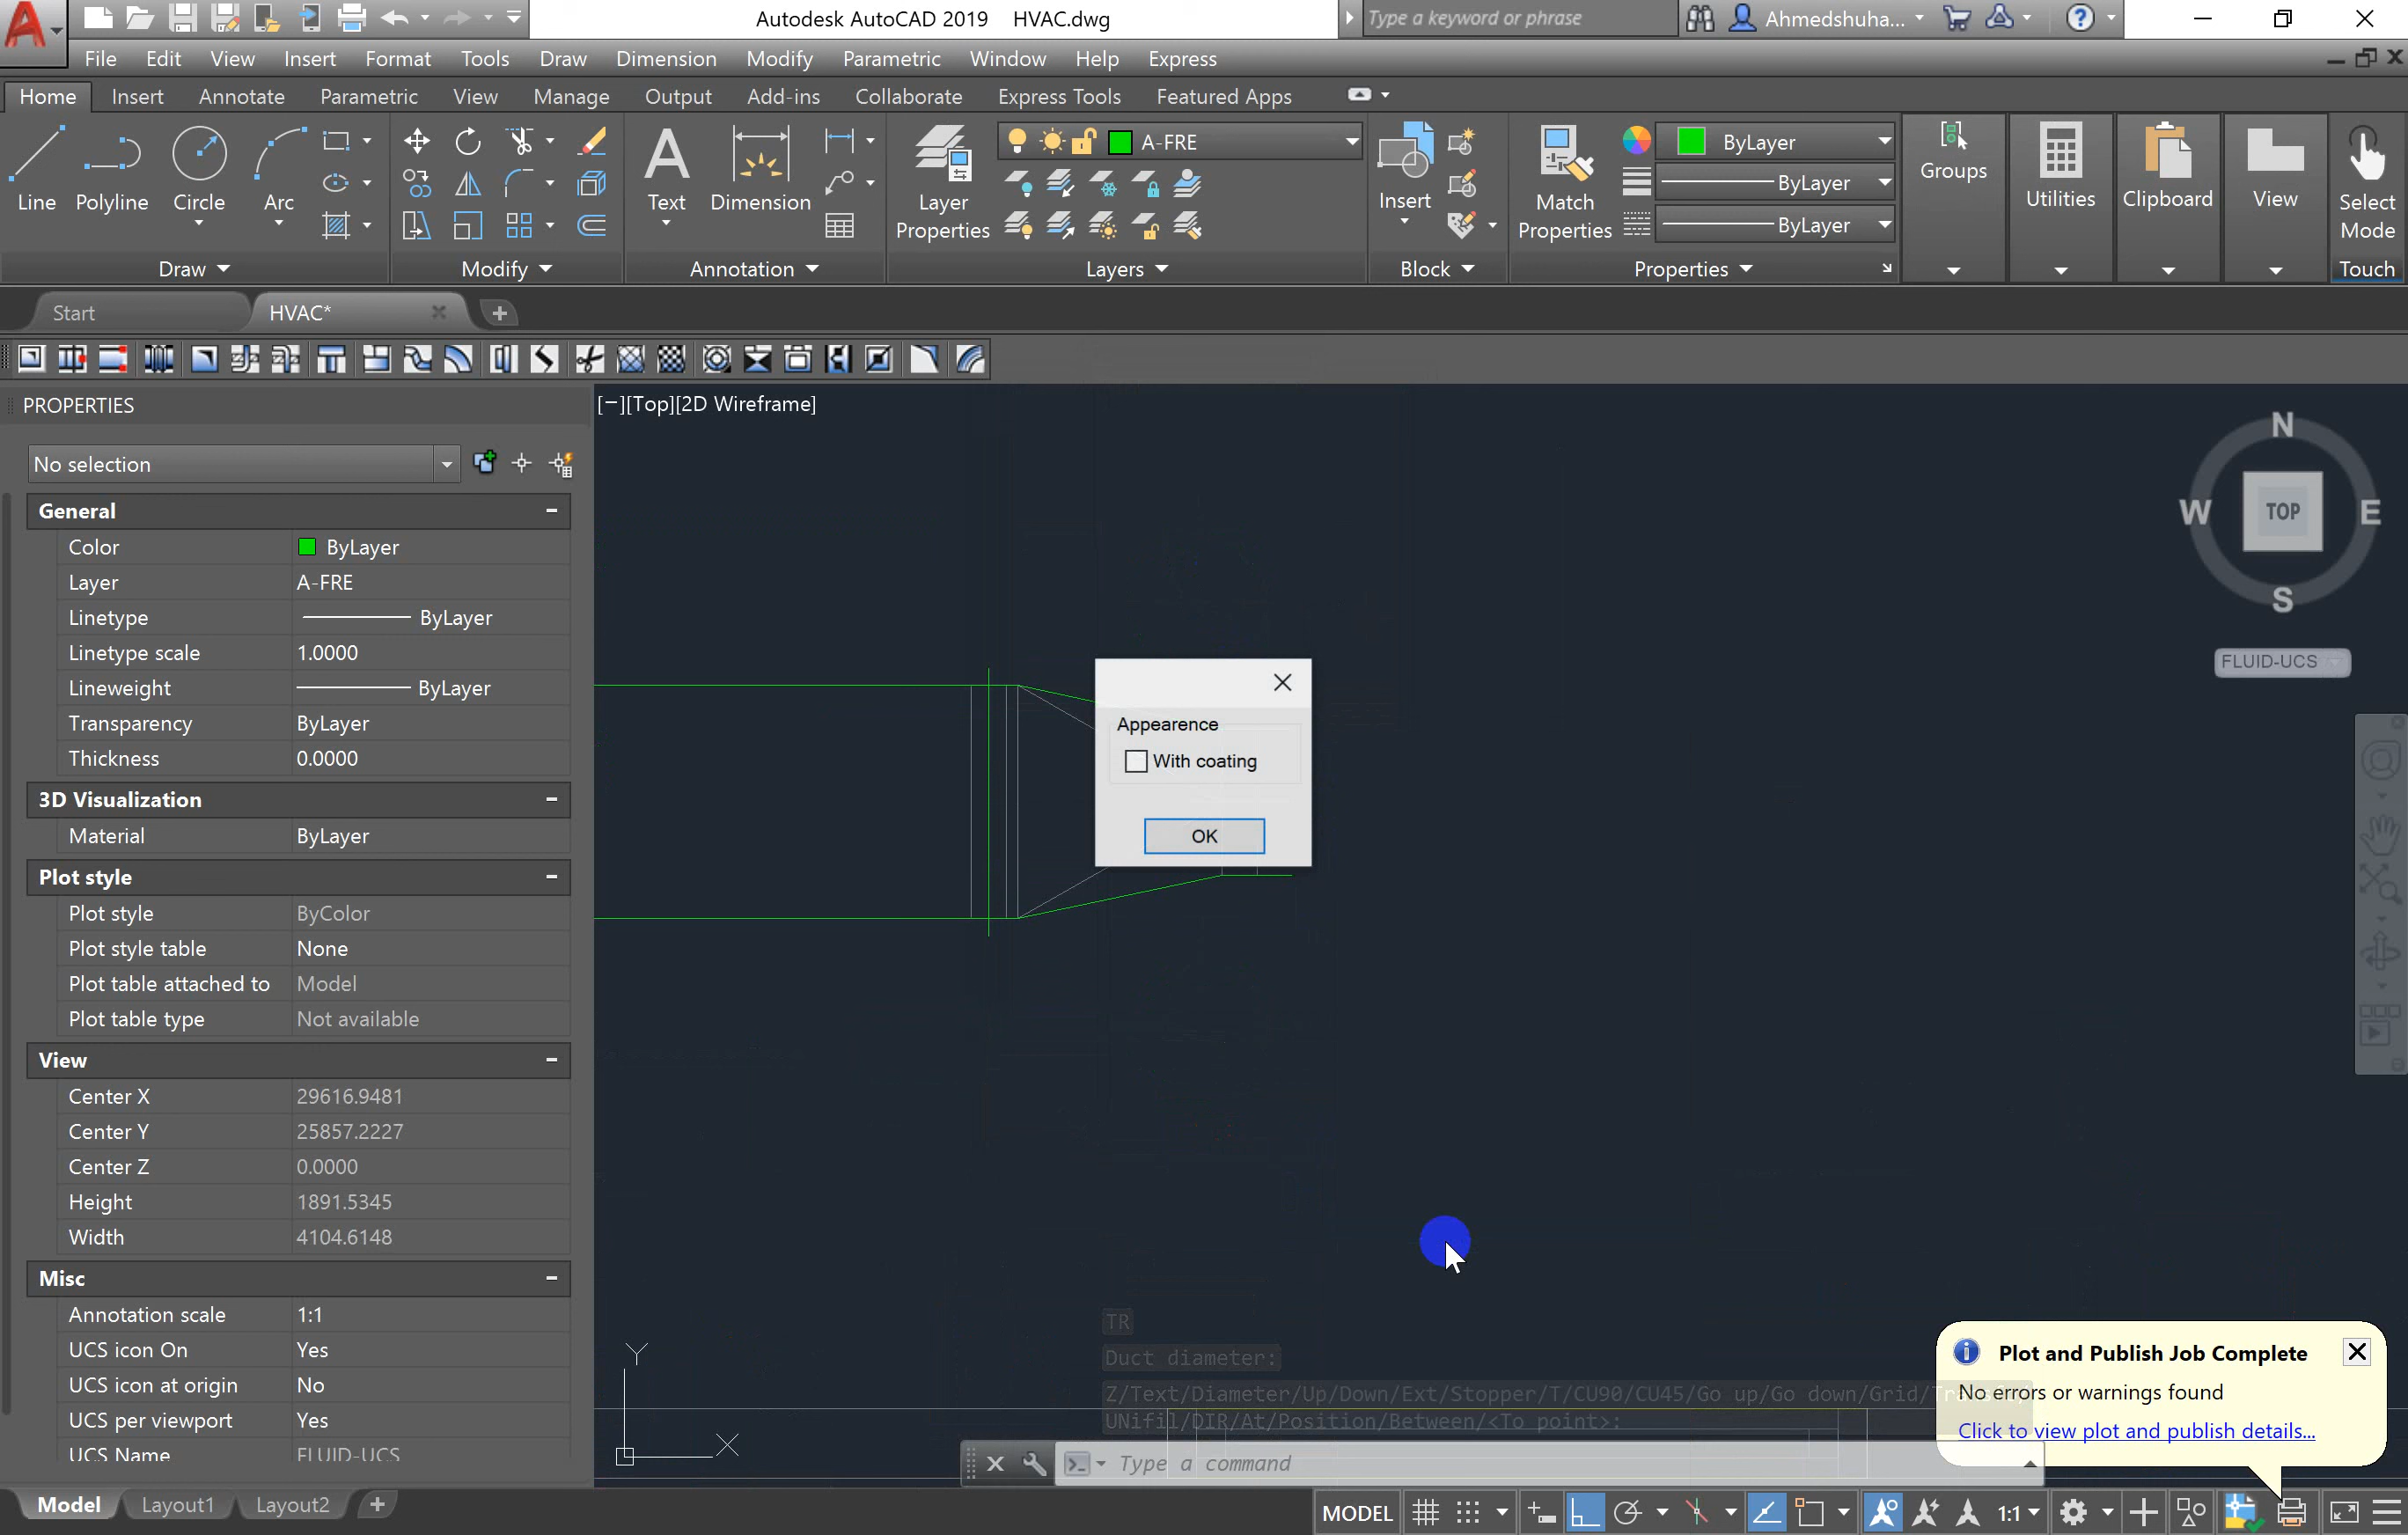 Autodesk AutoCAD 2019 HVAC.dwg
Type a keyword or phrase
Ahmedshuha...
File Edit View Insert Format Tools Draw Dimension Modify Parametric Window Help Express
Home Insert Annotate Parametric View Manage Output Add-ins Collaborate Express Tools Featured Apps
Line Polyline Circle Arc
Text Dimension
Layer Properties
A-FRE
Insert
Match Properties
ByLayer
ByLayer
ByLayer
Groups
Utilities
Clipboard
View
Select Mode
Draw Modify Annotation Layers Block Properties Touch
Start HVAC*
PROPERTIES
[-][Top][2D Wireframe]
No selection
General
Color ByLayer
Layer A-FRE
Linetype ByLayer
Linetype scale 1.0000
Lineweight ByLayer
Transparency ByLayer
Thickness 0.0000
3D Visualization
Material ByLayer
Plot style
Plot style ByColor
Plot style table None
Plot table attached to Model
Plot table type Not available
View
Center X 29616.9481
Center Y 25857.2227
Center Z 0.0000
Height 1891.5345
Width 4104.6148
Misc
Annotation scale 1:1
UCS icon On Yes
UCS icon at origin No
UCS per viewport Yes
UCS Name FLUID-UCS
N
W TOP E
S
FLUID-UCS
Appearence
With coating
OK
Y
X
TR
Duct diameter:
Z/Text/Diameter/Up/Down/Ext/Stopper/T/CU90/CU45/Go up/Go down/Grid/
UNifil/DIR/At/Position/Between/<To point>:
Type a command
Plot and Publish Job Complete
No errors or warnings found
Click to view plot and publish details...
Model Layout1 Layout2
MODEL 1:1